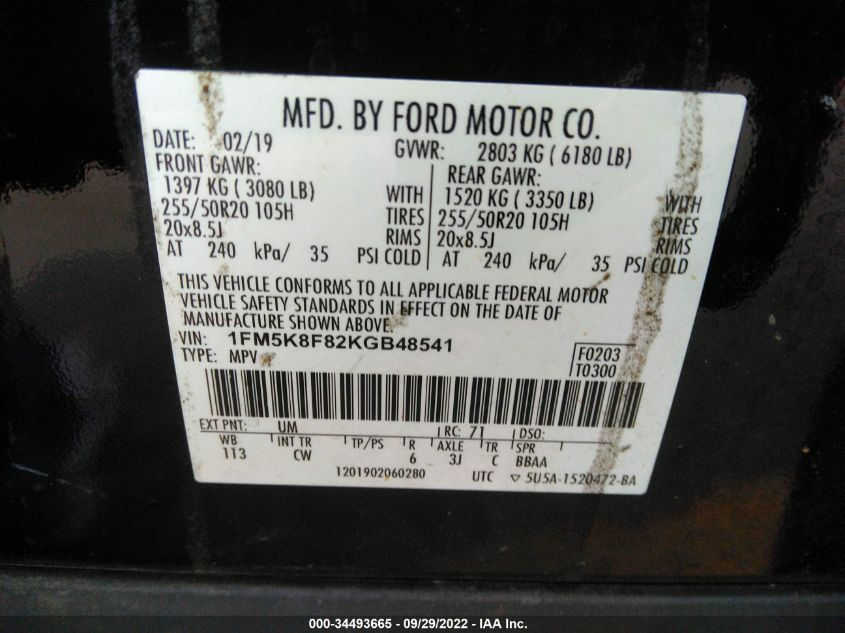 MFD. BY FORD MOTOR CO.
DATE: 02/19 GVWR: 2803 KG ( 6180 LB)
FRONT GAWR: REAR GAWR:
1397 KG ( 3080 LB) WITH 1520 KG ( 3350 LB) WITH
255/50R20 105H TIRES 255/50R20 105H TIRES
20x8.5J RIMS 20x8.5J RIMS
AT 240 kPa/ 35 PSI COLD AT 240 kPa/ 35 PSI COLD
THIS VEHICLE CONFORMS TO ALL APPLICABLE FEDERAL MOTOR
VEHICLE SAFETY STANDARDS IN EFFECT ON THE DATE OF
MANUFACTURE SHOWN ABOVE.
VIN: 1FM5K8F82KGB48541
TYPE: MPV
F0203
T0300
EXT PNT: UM RC: 71 DSO:
WB INT TR TP/PS R AXLE TR SPR
113 CW 6 3J C BBAA
1201902060280 UTC ▽ 5U5A-1520472-BA
000-34493665 - 09/29/2022 - IAA Inc.